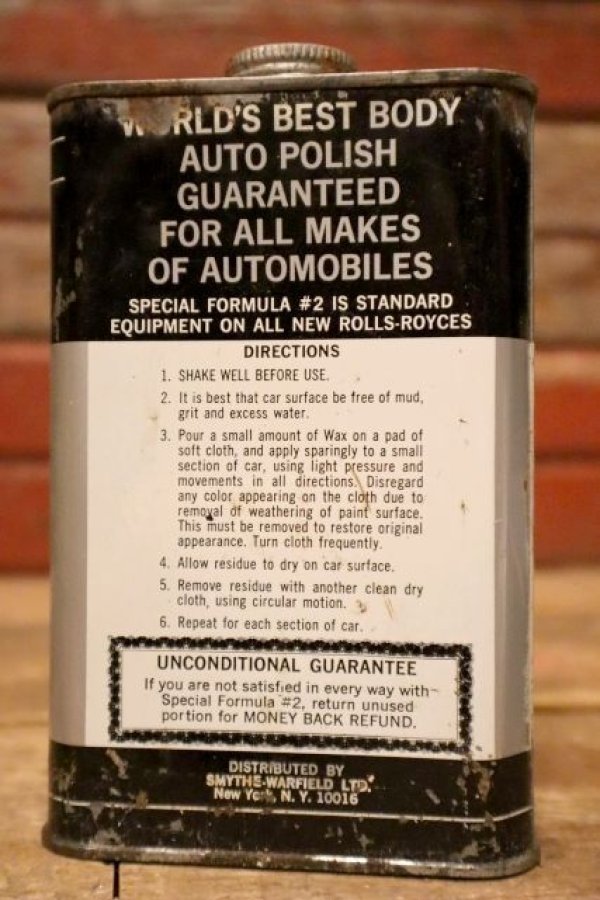 WORLD'S BEST BODY
AUTO POLISH
GUARANTEED
FOR ALL MAKES
OF AUTOMOBILES
SPECIAL FORMULA #2 IS STANDARD
EQUIPMENT ON ALL NEW ROLLS-ROYCES
DIRECTIONS
1. SHAKE WELL BEFORE USE.
2. It is best that car surface be free of mud,
grit and excess water.
3. Pour a small amount of Wax on a pad of
soft cloth, and apply sparingly to a small
section of car, using light pressure and
movements in all directions. Disregard
any color appearing on the cloth due to
removal of weathering of paint surface.
This must be removed to restore original
appearance. Turn cloth frequently.
4. Allow residue to dry on car surface.
5. Remove residue with another clean dry
cloth, using circular motion.
6. Repeat for each section of car.
UNCONDITIONAL GUARANTEE
If you are not satisfied in every way with
Special Formula #2, return unused
portion for MONEY BACK REFUND.
DISTRIBUTED BY
SMYTHE-WARFIELD LTD.
New York, N. Y. 10016